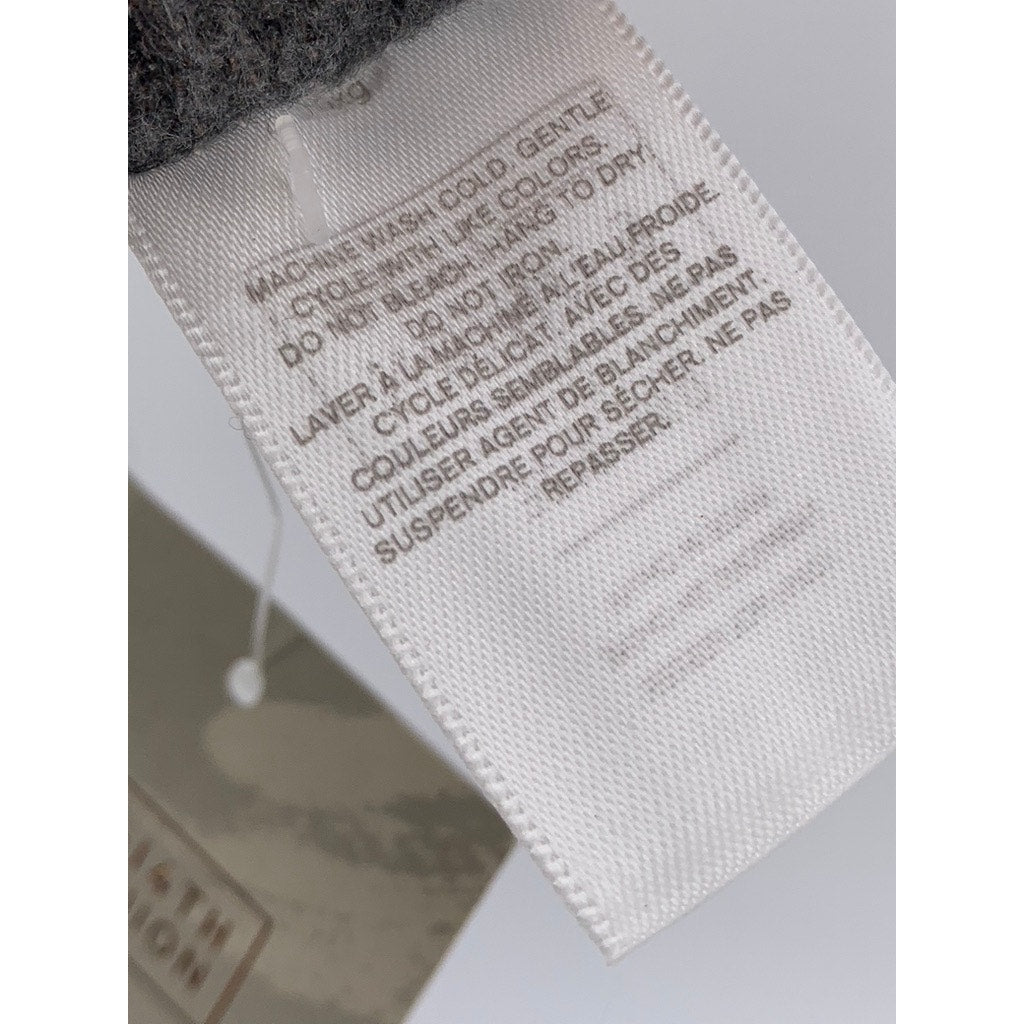 MACHINE WASH COLD GENTLE
CYCLE WITH LIKE COLORS.
DO NOT BLEACH. HANG TO DRY.
DO NOT IRON.
LAVER À LA MACHINE À L'EAU FROIDE.
CYCLE DÉLICAT. AVEC DES
COULEURS SEMBLABLES. NE PAS
UTILISER AGENT DE BLANCHIMENT.
SUSPENDRE POUR SÉCHER. NE PAS
REPASSER.